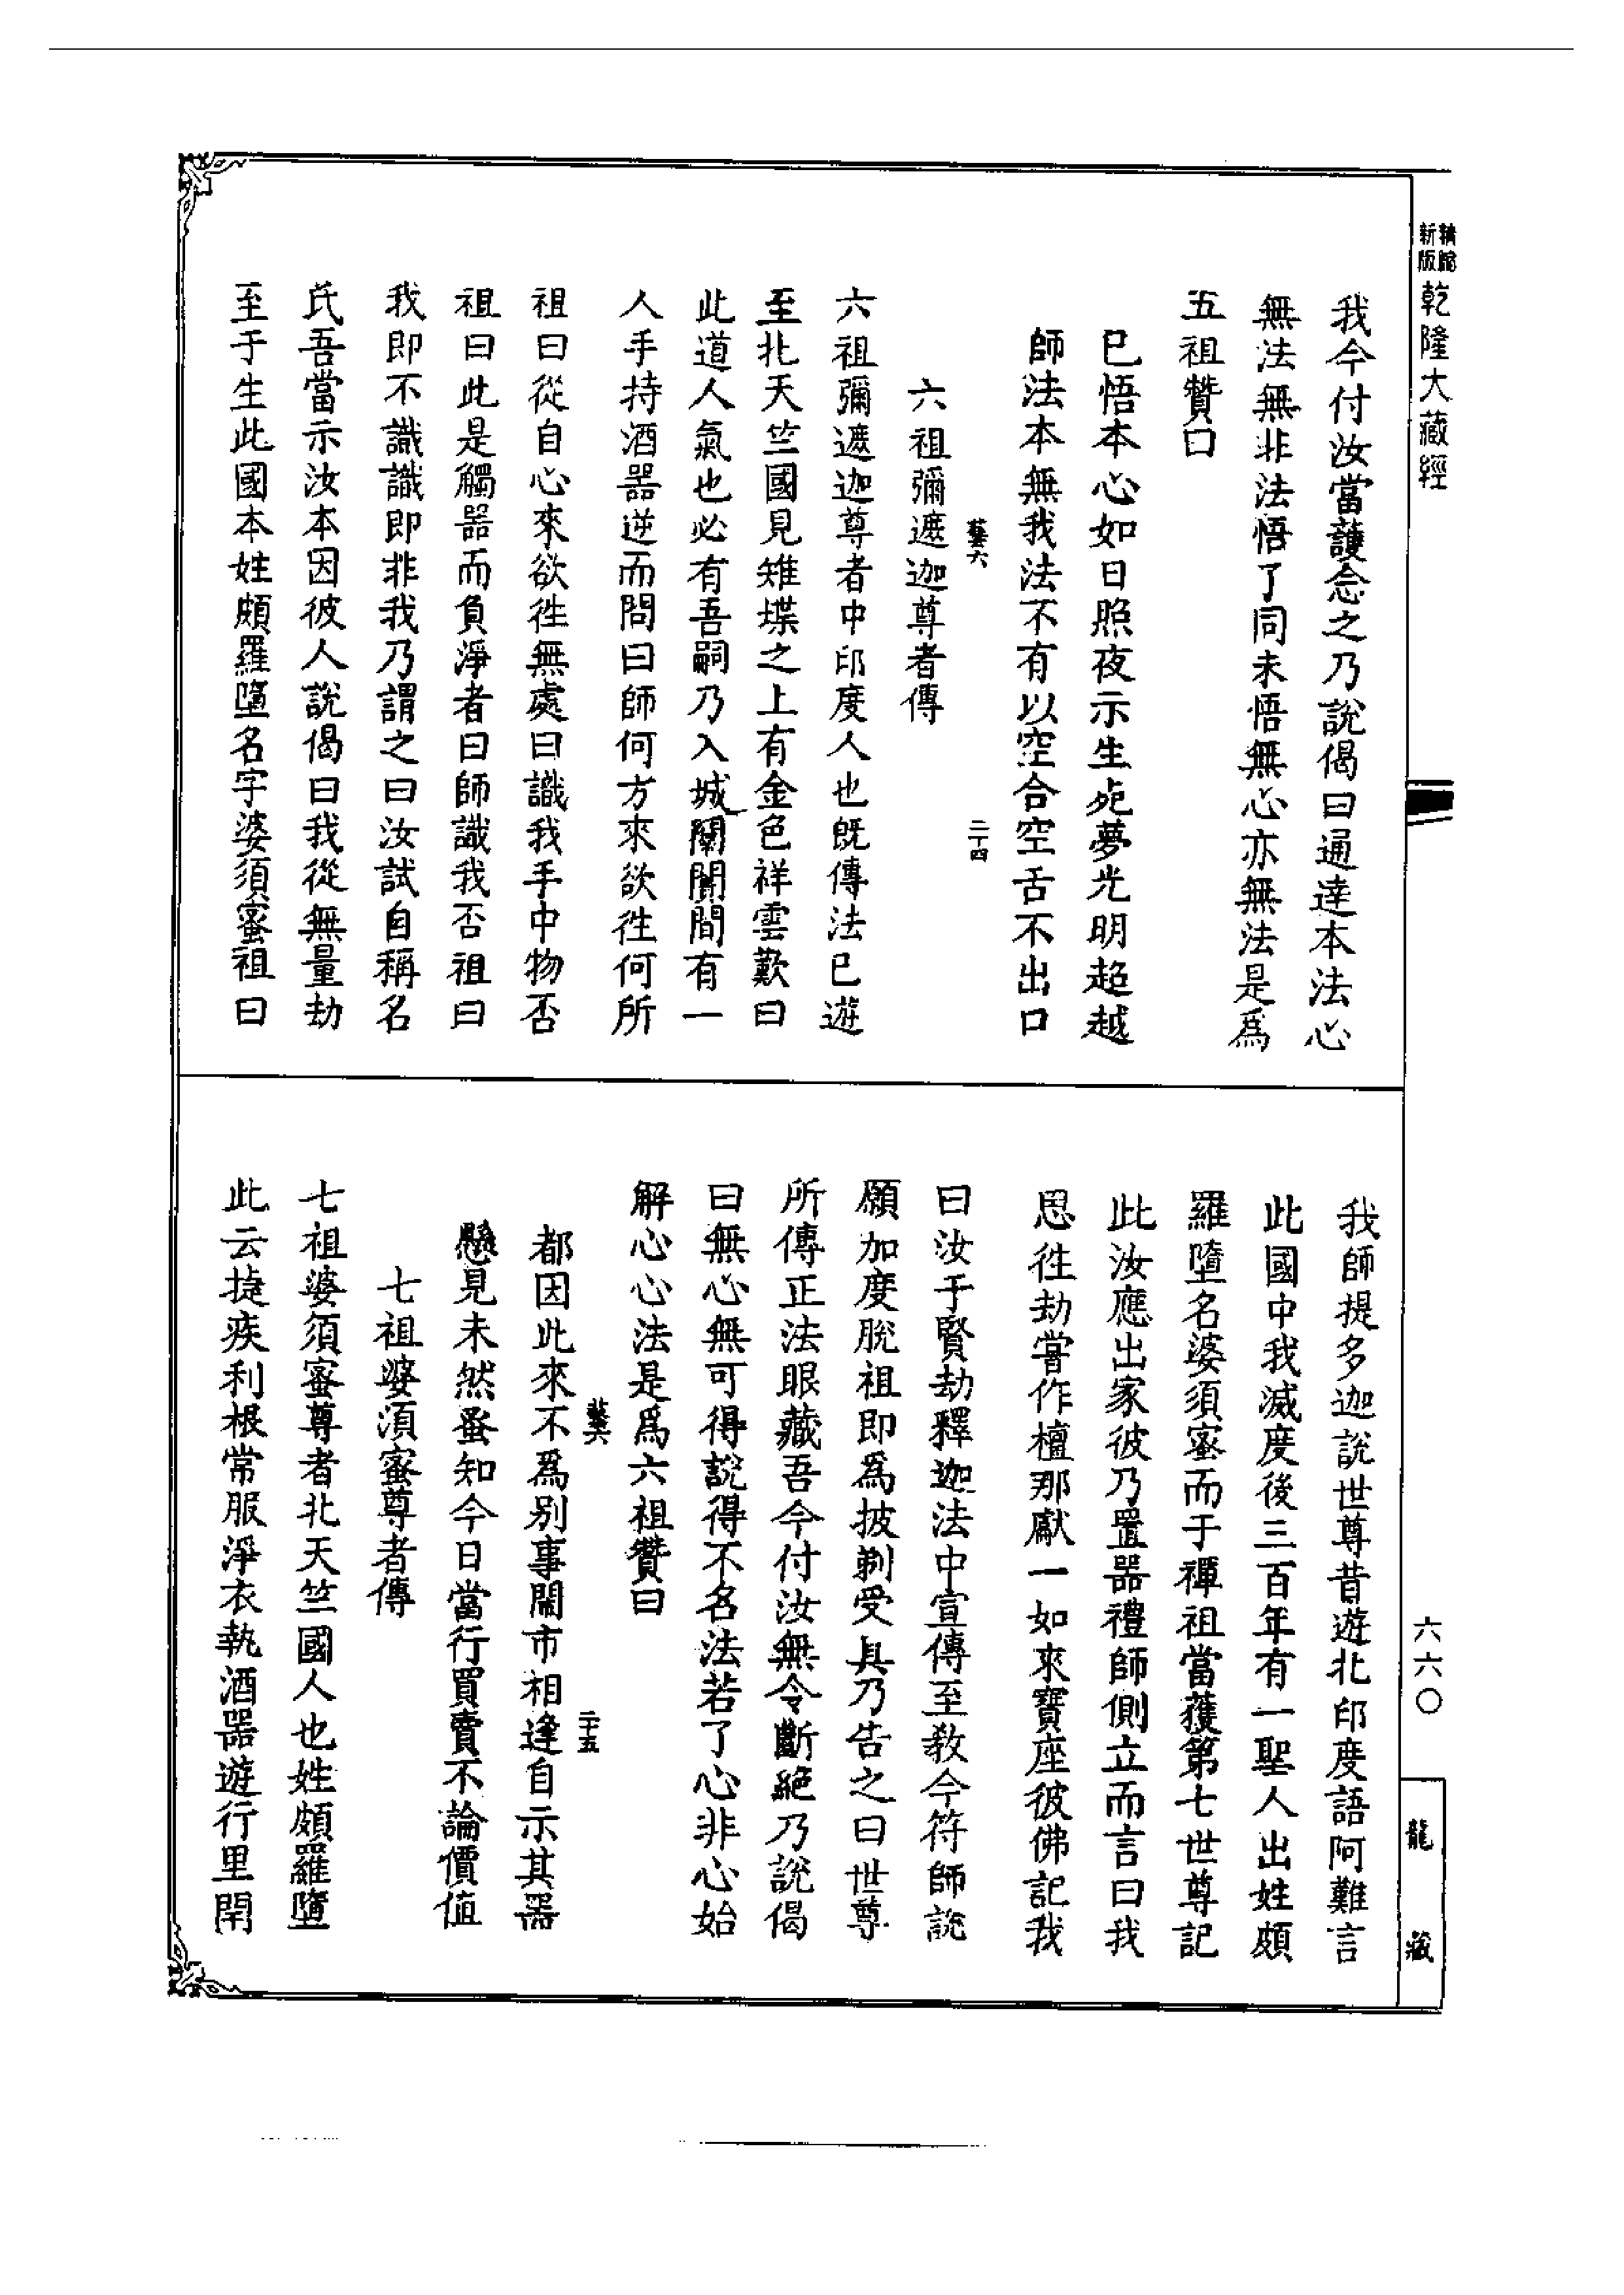 新版 精縮 乾隆大藏經
我今付汝當護念之乃說偈曰通達本法心
無法無非法悟了同未悟無心亦無法是為
五祖贊曰
已悟本心如日照夜示生死夢光明超越
師法本無我法不有以空合空舌不出口
藝六 二十四
六祖彌遮迦尊者傳
六祖彌遮迦尊者中印度人也既傳法已遊
至北天竺國見雉堞之上有金色祥雲歎曰
此道人氣也必有吾嗣乃入城闤闠間有一
人手持酒器逆而問曰師何方來欲徃何所
祖曰從自心來欲徃無處曰識我手中物否
祖曰此是觸器而負淨者曰師識我否祖曰
我即不識識即非我乃謂之曰汝試自稱名
氏吾當示汝本因彼人說偈曰我從無量劫
至于生此國本姓頗羅墮名字婆須蜜祖曰
我師提多迦說世尊昔遊北印度語阿難言
此國中我滅度後三百年有一聖人出姓頗
羅墮名婆須蜜而于禪祖當獲第七世尊記
此汝應出家彼乃置器禮師側立而言曰我
思徃劫嘗作檀那獻一如來寶座彼佛記我
曰汝于賢劫釋迦法中宣傳至教今符師說
願加度脫祖即為披剃受具乃告之曰世尊
所傳正法眼藏吾今付汝無令斷絕乃說偈
曰無心無可得說得不名法若了心非心始
解心心法是為六祖贊曰
藝六 二十五
都因此來不為別事鬧市相逢自示其器
懸見未然蚤知今日當行買賣不論價值
七祖婆須蜜尊者傳
七祖婆須蜜尊者北天竺國人也姓頗羅墮
此云捷疾利根常服淨衣執酒器遊行里閈
六六〇
龍藏